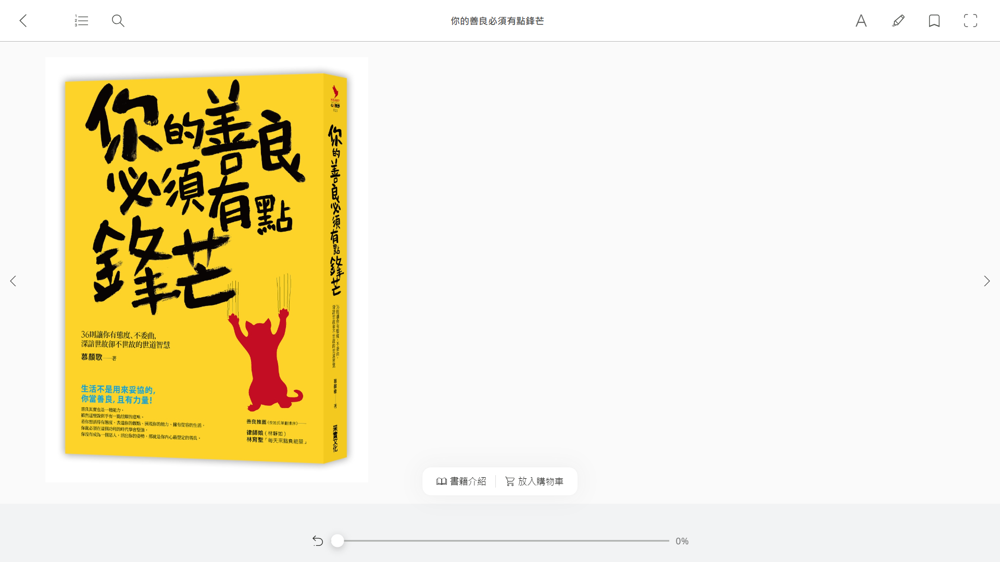 你的善良必須有點鋒芒
你的善良
必須有點
鋒芒
36則讓你有態度、不委曲,
深諳世故卻不世故的世道智慧
慕顏歌——著
生活不是用來妥協的,
你當善良,且有力量!
善良其實也是一種能力,
雖然這麼說似乎有一點炫耀的意味。
若你想活得有態度、表達你的觀點、展現你的能力、擁有從容的生活,
你就必須在這個功利的時代學會堅強,
你沒有成為一個惡人,活出你的姿勢,那就是你內心最堅定的善良。
善良推薦(按姓氏筆劃排序)——
律師娘(林靜如)
林育聖「每天來點負能量」
HEART
心|視野
013
你的善良必須有點鋒芒
36則讓你有態度、不委曲,
深諳世故卻不世故的世道智慧
慕顏歌——著
采實文化
書籍介紹
放入購物車
0%